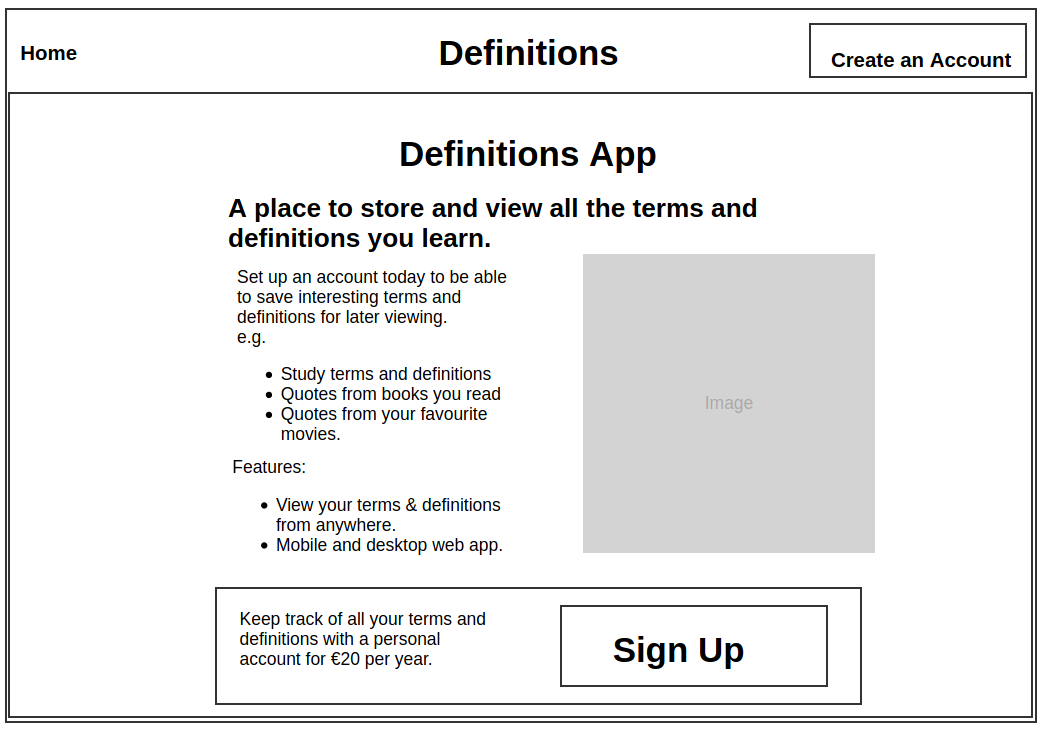 Home
Definitions
Create an Account
Definitions App
A place to store and view all the terms and
definitions you learn.
Set up an account today to be able
to save interesting terms and
definitions for later viewing.
e.g.
Study terms and definitions
Quotes from books you read
Quotes from your favourite
movies.
Features:
View your terms & definitions
from anywhere.
Mobile and desktop web app.
Image
Keep track of all your terms and
definitions with a personal
account for €20 per year.
Sign Up